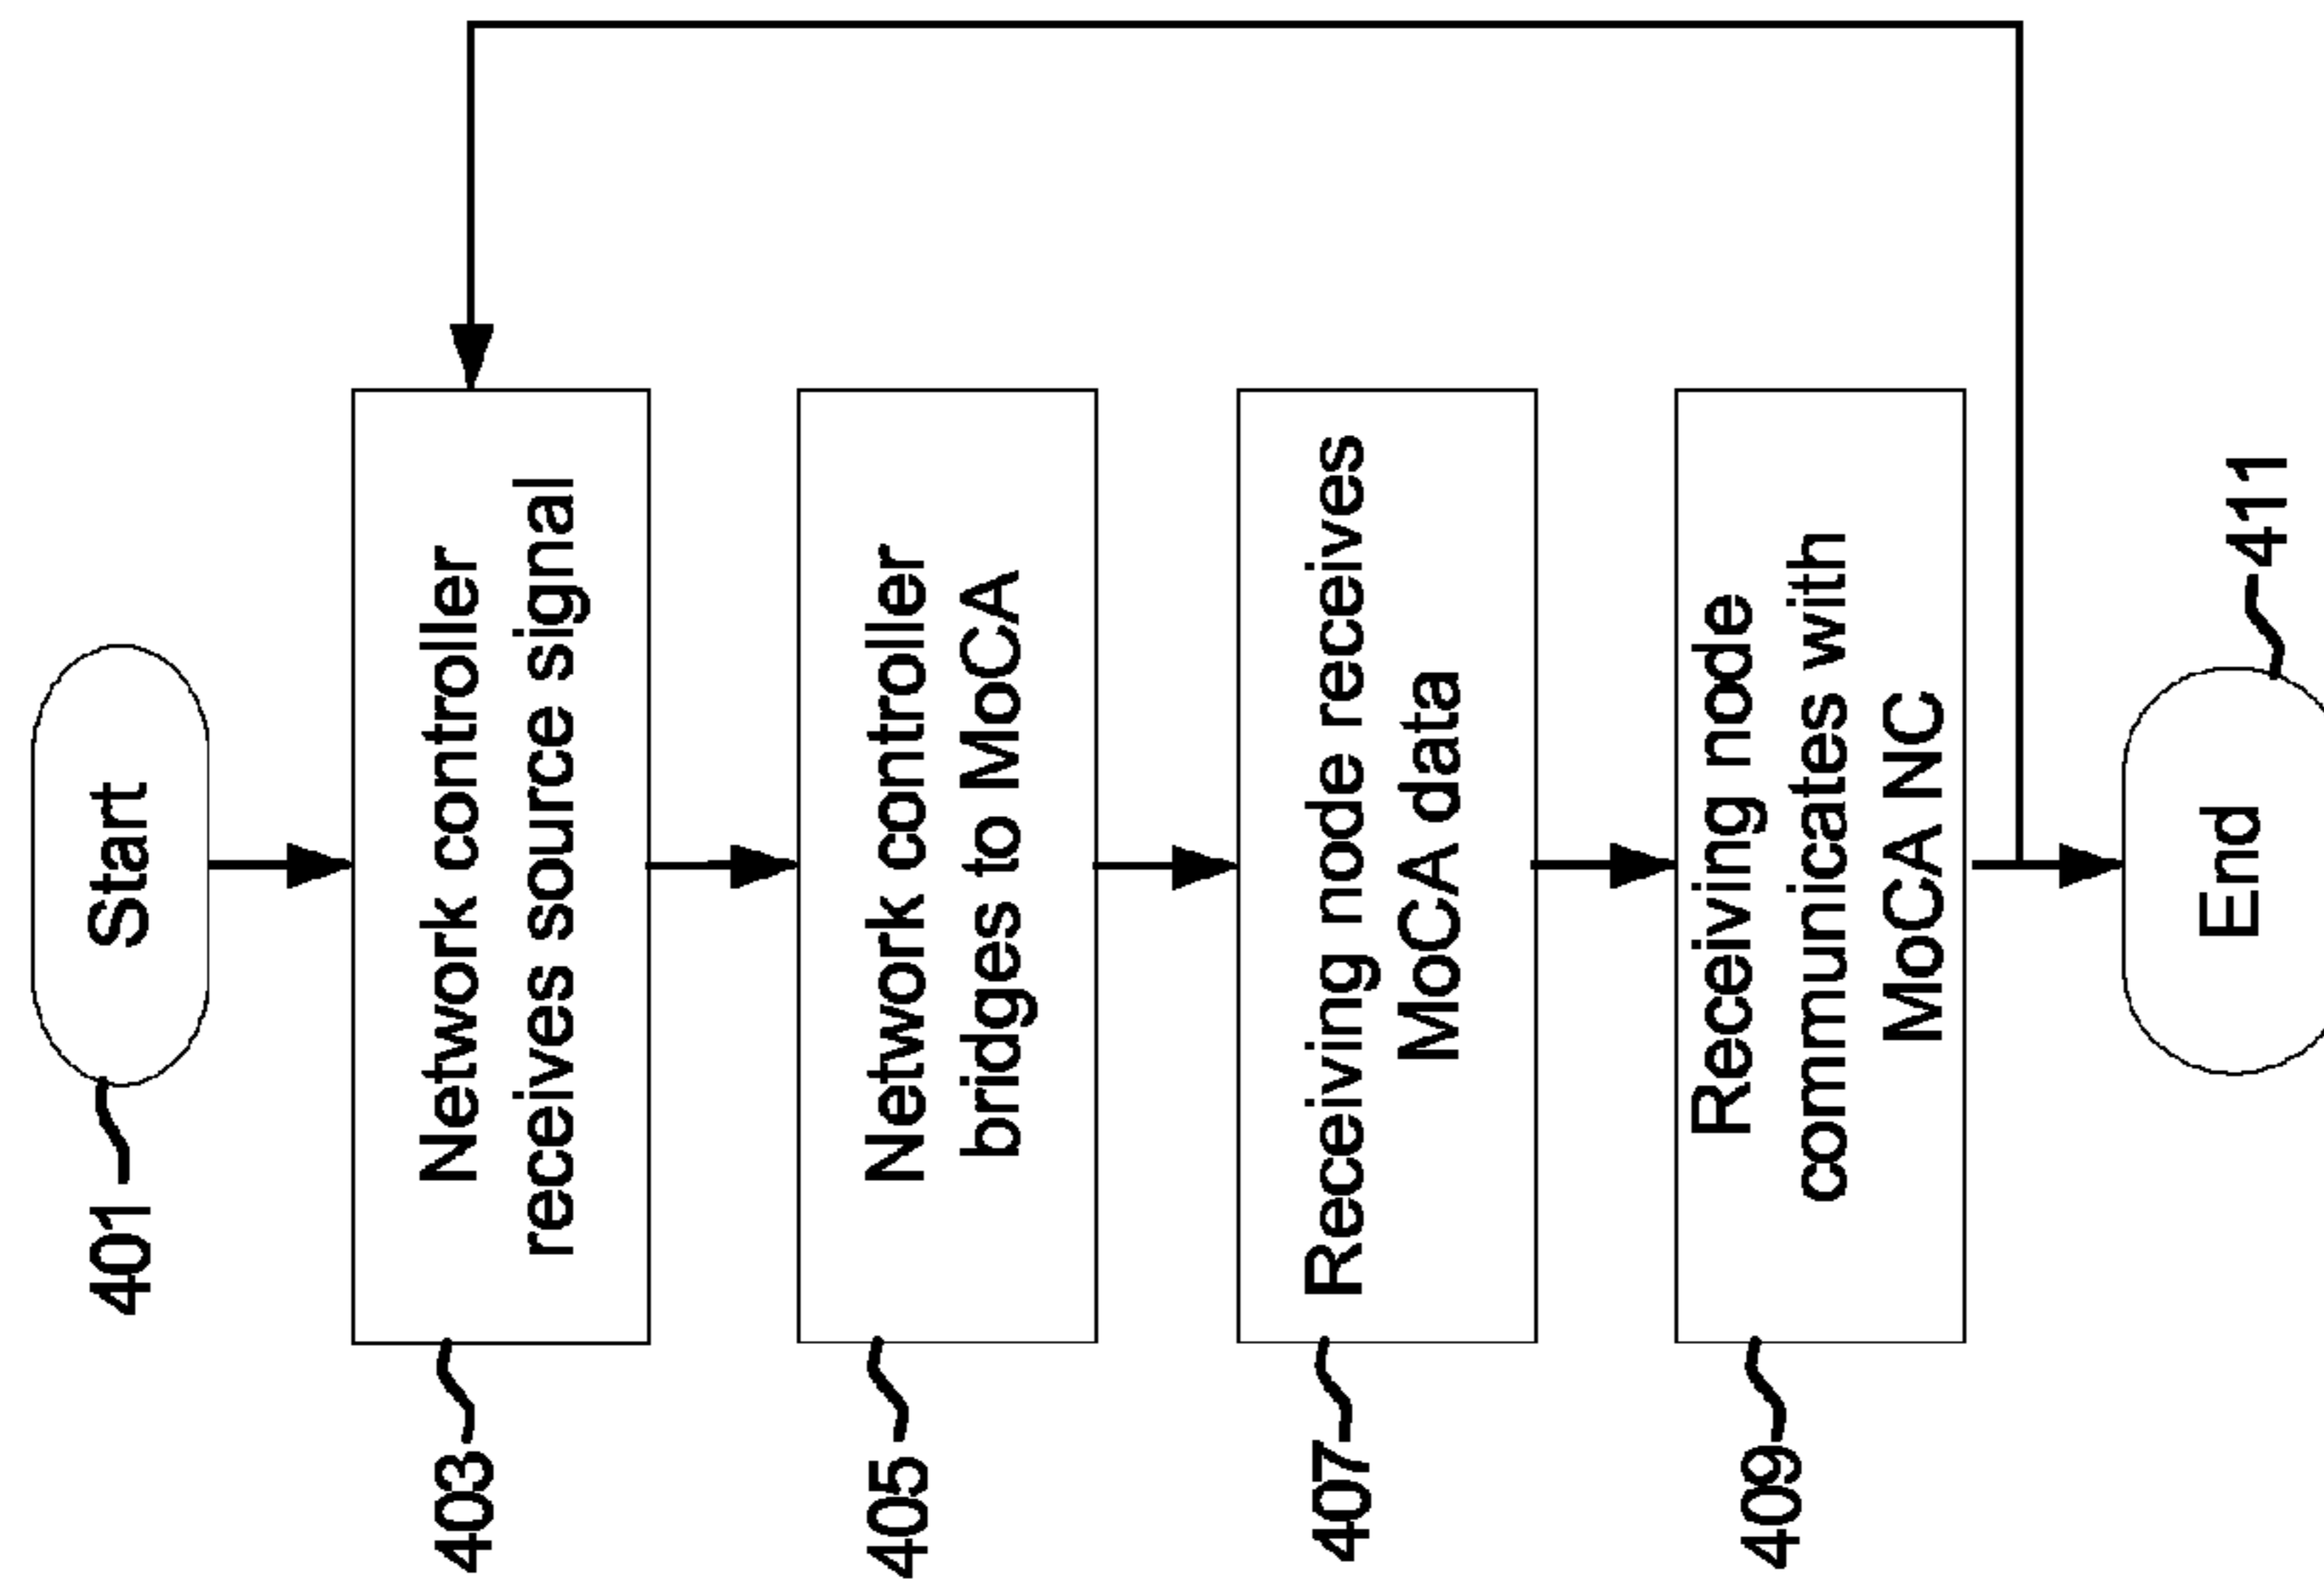 401
Start
403
Network controller
receives source signal
405
Network controller
bridges to MoCA
407
Receiving node receives
MoCA data
409
Receiving node
communicates with
MoCA NC
End
411